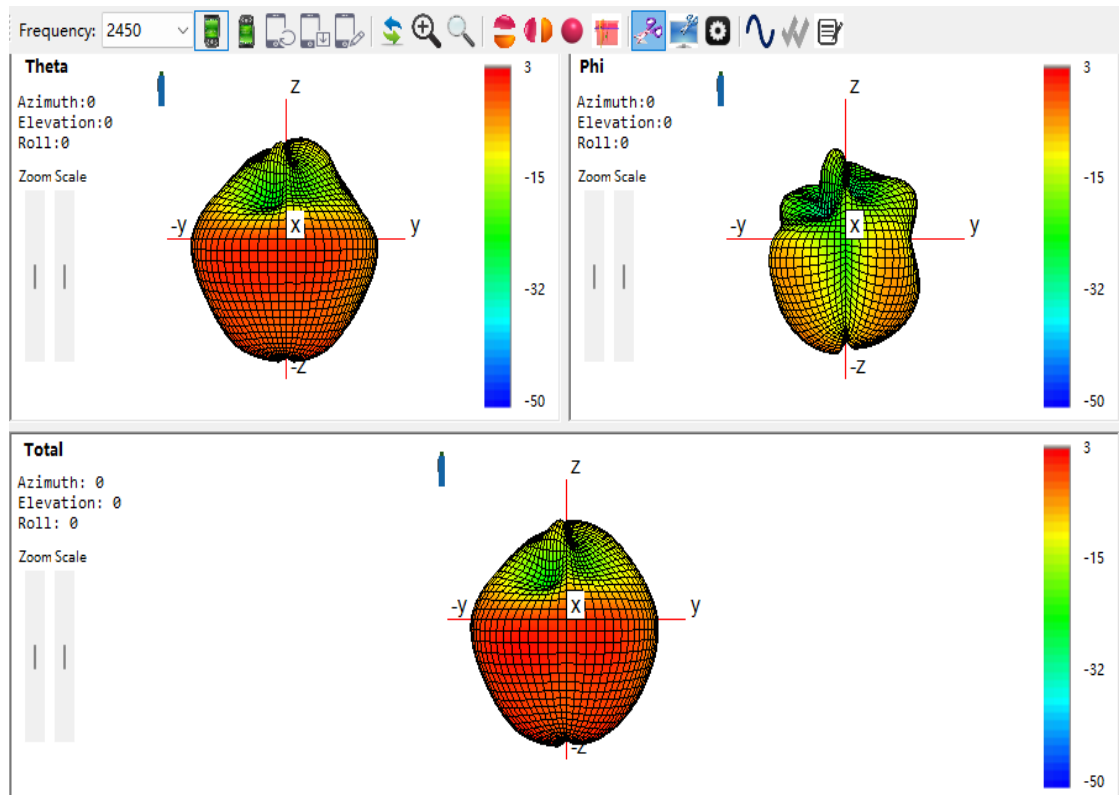 Frequency: 2450
Theta
Azimuth:0
Elevation:0
Roll:0
Zoom Scale
z
-y
x
y
-z
3
-15
-32
-50
Phi
Azimuth:0
Elevation:0
Roll:0
Zoom Scale
z
-y
x
y
-z
3
-15
-32
-50
Total
Azimuth: 0
Elevation: 0
Roll: 0
Zoom Scale
z
-y
x
y
-z
3
-15
-32
-50